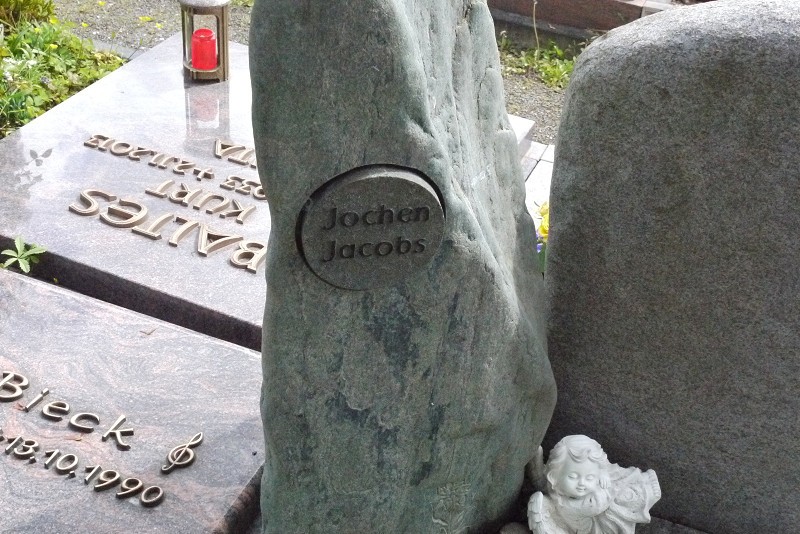 Jochen
Jacobs
BALTES
KURT
Bieck
13.10.1990